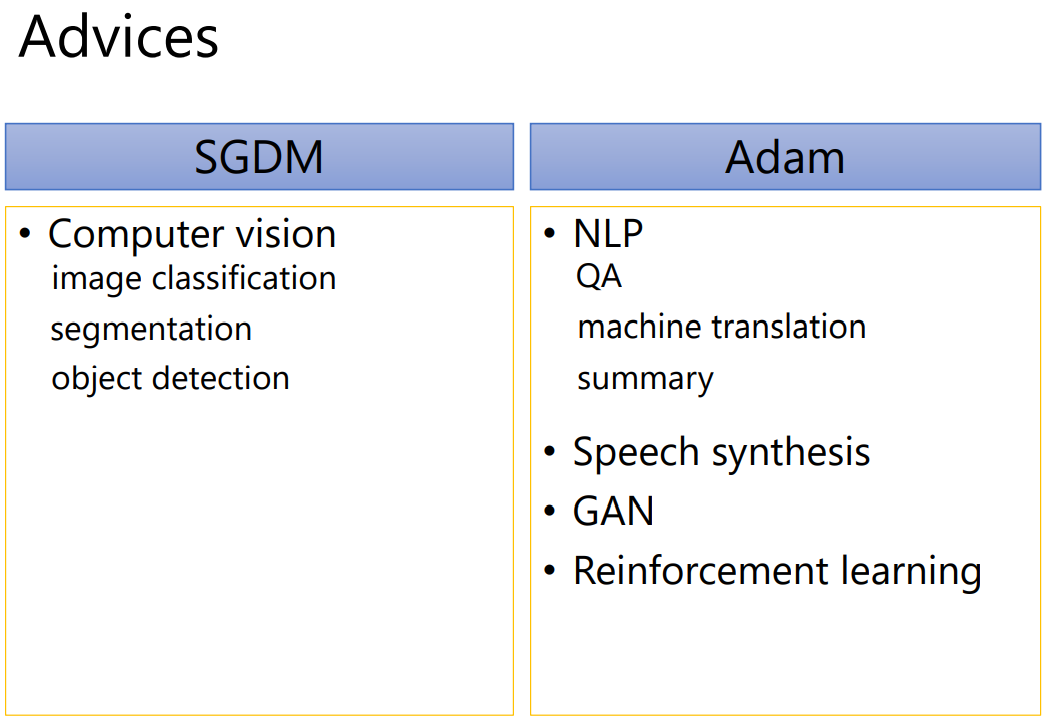 Advices
SGDM
• Computer vision
image classification
segmentation
object detection
Adam
• NLP
QA
machine translation
summary
• Speech synthesis
• GAN
• Reinforcement learning